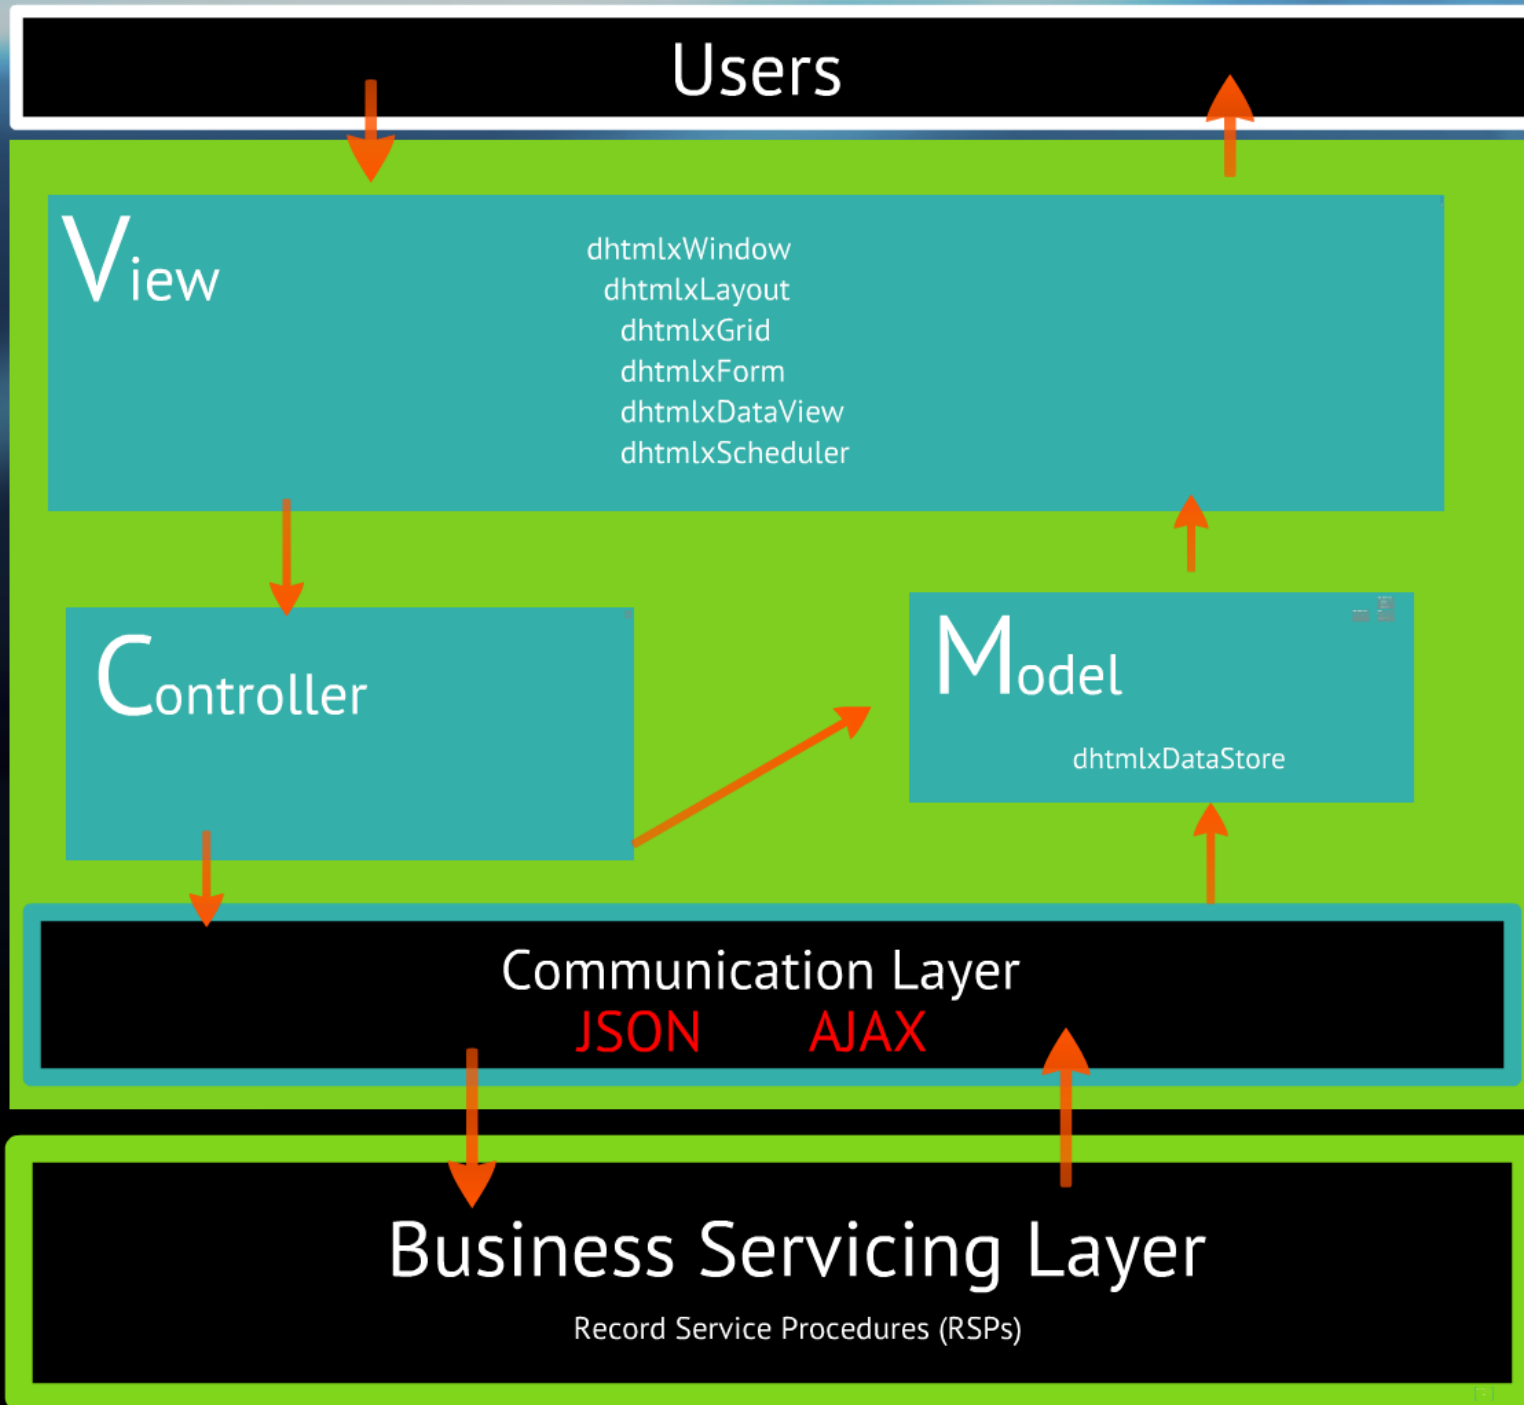 Users
View
dhtmlxWindow
dhtmlxLayout
dhtmlxGrid
dhtmlxForm
dhtmlxDataView
dhtmlxScheduler
Controller
Model
dhtmlxDataStore
Communication Layer
JSON AJAX
Business Servicing Layer
Record Service Procedures (RSPs)